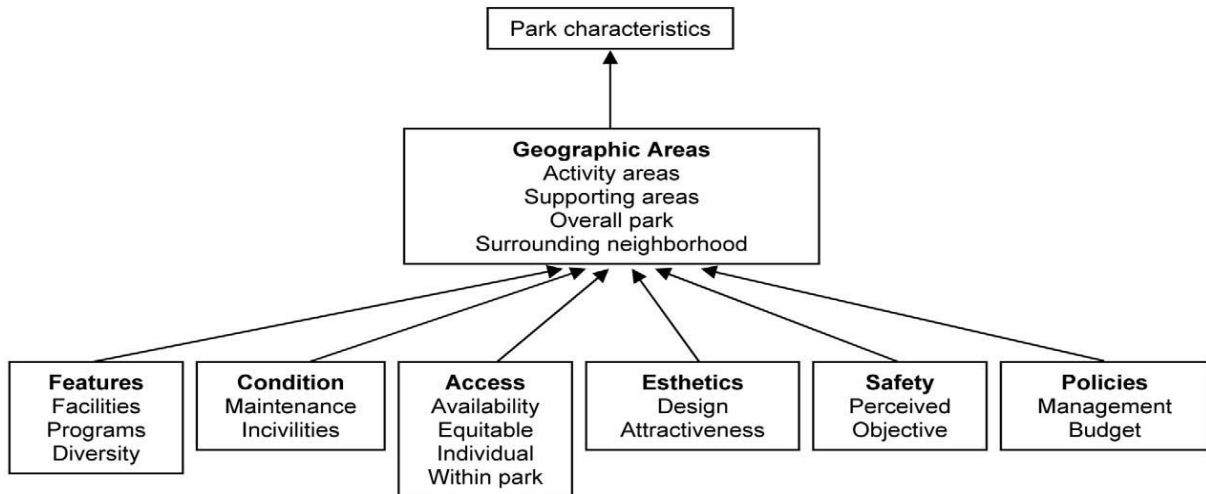 Park characteristics
Geographic Areas
Activity areas
Supporting areas
Overall park
Surrounding neighborhood
Features
Facilities
Programs
Diversity
Condition
Maintenance
Incivilities
Access
Availability
Equitable
Individual
Within park
Esthetics
Design
Attractiveness
Safety
Perceived
Objective
Policies
Management
Budget